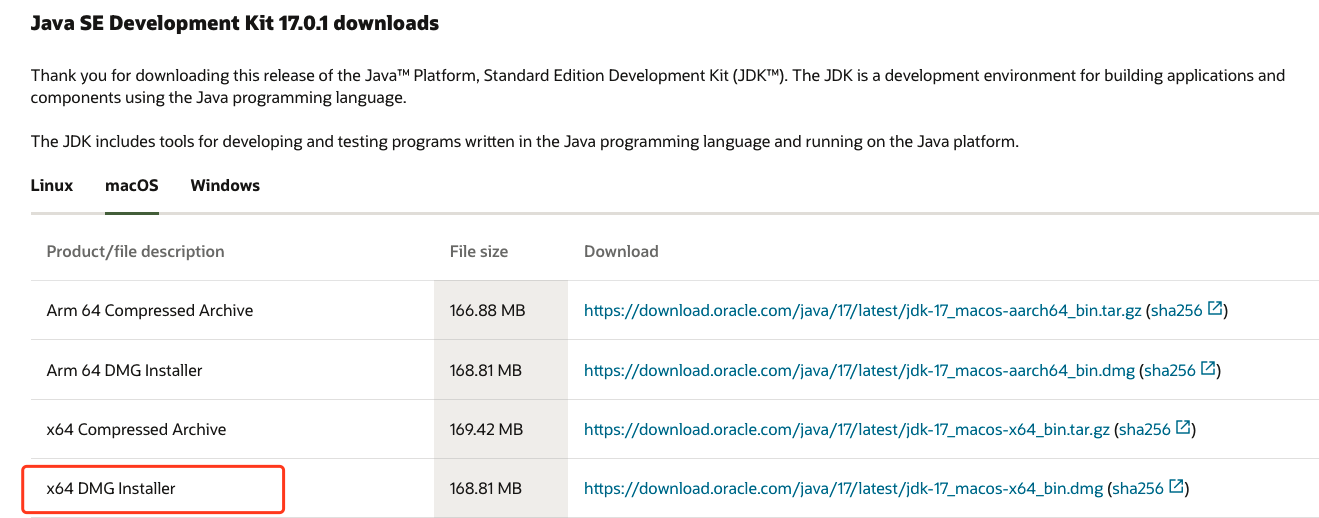 Java SE Development Kit 17.0.1 downloads
Thank you for downloading this release of the Java™ Platform, Standard Edition Development Kit (JDK™). The JDK is a development environment for building applications and
components using the Java programming language.
The JDK includes tools for developing and testing programs written in the Java programming language and running on the Java platform.
Linux macOS Windows
Product/file description File size Download
Arm 64 Compressed Archive 166.88 MB https://download.oracle.com/java/17/latest/jdk-17_macos-aarch64_bin.tar.gz (sha256)
Arm 64 DMG Installer 168.81 MB https://download.oracle.com/java/17/latest/jdk-17_macos-aarch64_bin.dmg (sha256)
x64 Compressed Archive 169.42 MB https://download.oracle.com/java/17/latest/jdk-17_macos-x64_bin.tar.gz (sha256)
x64 DMG Installer 168.81 MB https://download.oracle.com/java/17/latest/jdk-17_macos-x64_bin.dmg (sha256)